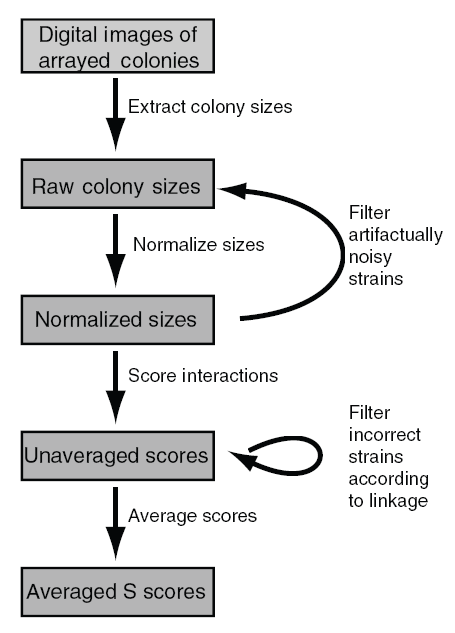 Digital images of
arrayed colonies
Extract colony sizes
Raw colony sizes
Filter
artifactually
noisy
strains
Normalize sizes
Normalized sizes
Score interactions
Filter
incorrect
strains
according
to linkage
Unaveraged scores
Average scores
Averaged S scores